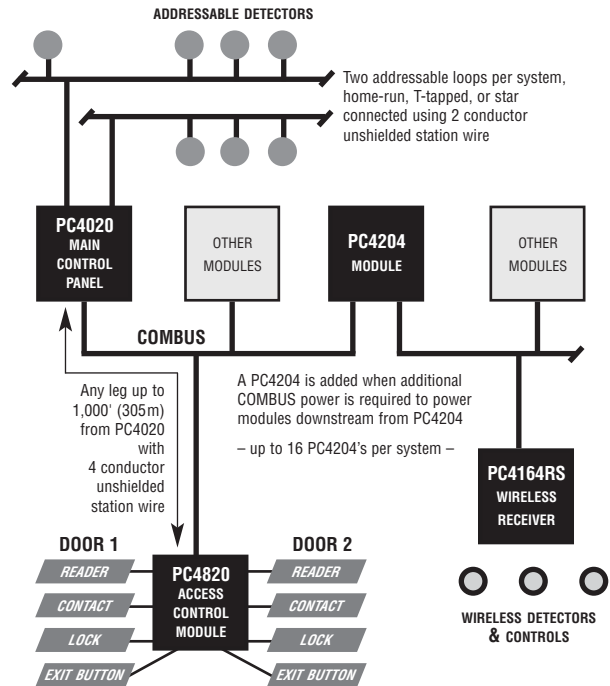 ADDRESSABLE DETECTORS
Two addressable loops per system,
home-run, T-tapped, or star
connected using 2 conductor
unshielded station wire
PC4020
MAIN
CONTROL
PANEL
OTHER
MODULES
PC4204
MODULE
OTHER
MODULES
COMBUS
Any leg up to
1,000' (305m)
from PC4020
with
4 conductor
unshielded
station wire
A PC4204 is added when additional
COMBUS power is required to power
modules downstream from PC4204
– up to 16 PC4204's per system –
PC4164RS
WIRELESS
RECEIVER
DOOR 1
READER
CONTACT
LOCK
EXIT BUTTON
PC4820
ACCESS
CONTROL
MODULE
DOOR 2
READER
CONTACT
LOCK
EXIT BUTTON
WIRELESS DETECTORS
& CONTROLS